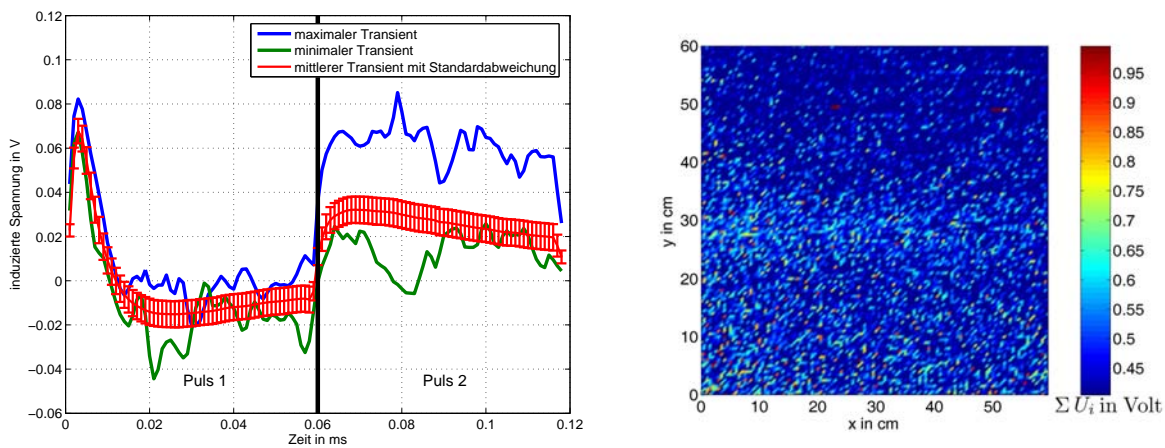 0.12
0.1
0.08
0.06
0.04
0.02
0
−0.02
−0.04
−0.06
induzierte Spannung in V
maximaler Transient
minimaler Transient
mittlerer Transient mit Standardabweichung
Puls 1
Puls 2
0 0.02 0.04 0.06 0.08 0.1 0.12
Zeit in ms
60
50
40
30
20
10
0
y in cm
0 10 20 30 40 50
x in cm
0.95
0.9
0.85
0.8
0.75
0.7
0.65
0.6
0.55
0.5
0.45
Σ U_i in Volt